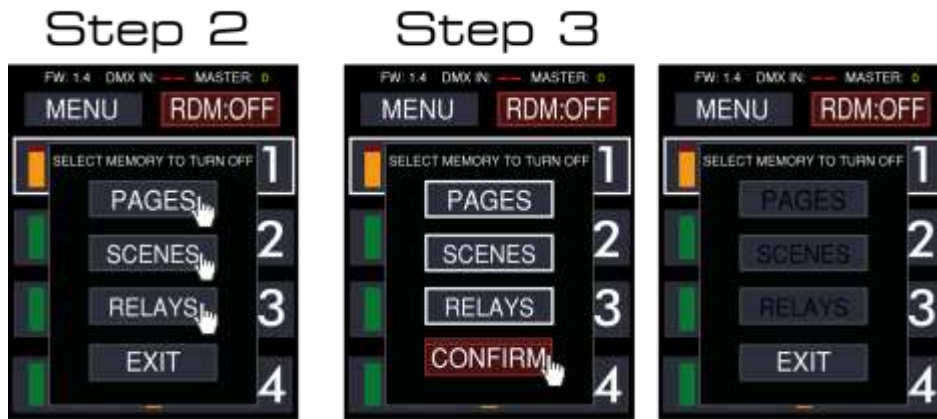 Step 2
FW: 1.4 DMX IN: -- MASTER: 0
MENU RDM:OFF
SELECT MEMORY TO TURN OFF
1
PAGES
2
SCENES
RELAYS
3
EXIT
4
Step 3
FW: 1.4 DMX IN: -- MASTER: 0
MENU RDM:OFF
SELECT MEMORY TO TURN OFF
1
PAGES
2
SCENES
RELAYS
3
CONFIRM
4
FW: 1.4 DMX IN: -- MASTER: 0
MENU RDM:OFF
SELECT MEMORY TO TURN OFF
1
PAGES
2
SCENES
RELAYS
3
EXIT
4